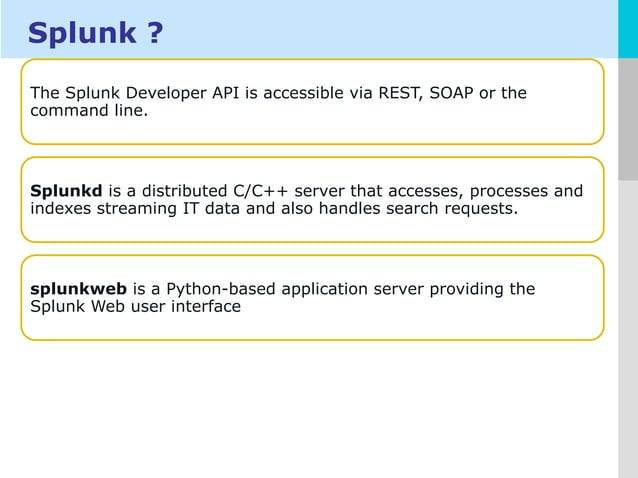 Splunk ?
The Splunk Developer API is accessible via REST, SOAP or the
command line.
Splunkd is a distributed C/C++ server that accesses, processes and
indexes streaming IT data and also handles search requests.
splunkweb is a Python-based application server providing the
Splunk Web user interface